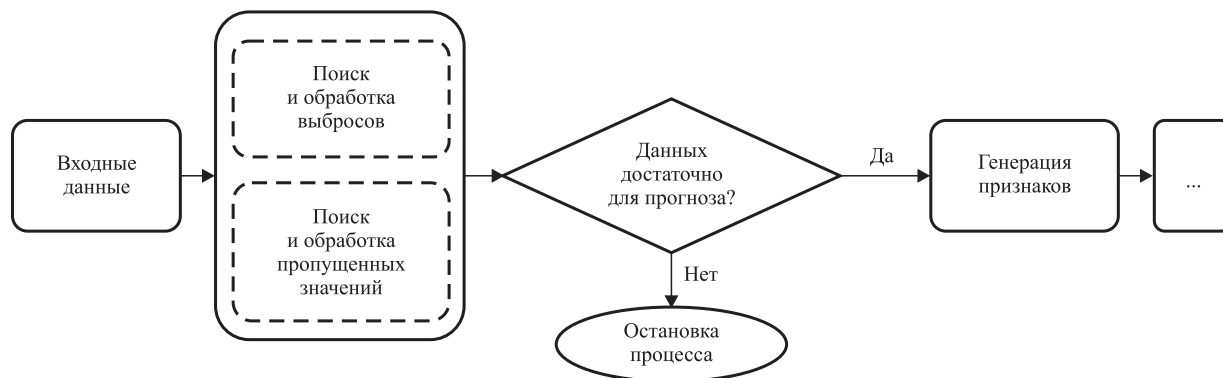 Входные
данные
Поиск
и обработка
выбросов
Поиск
и обработка
пропущенных
значений
Данных
достаточно
для прогноза?
Да
Нет
Остановка
процесса
Генерация
признаков
...